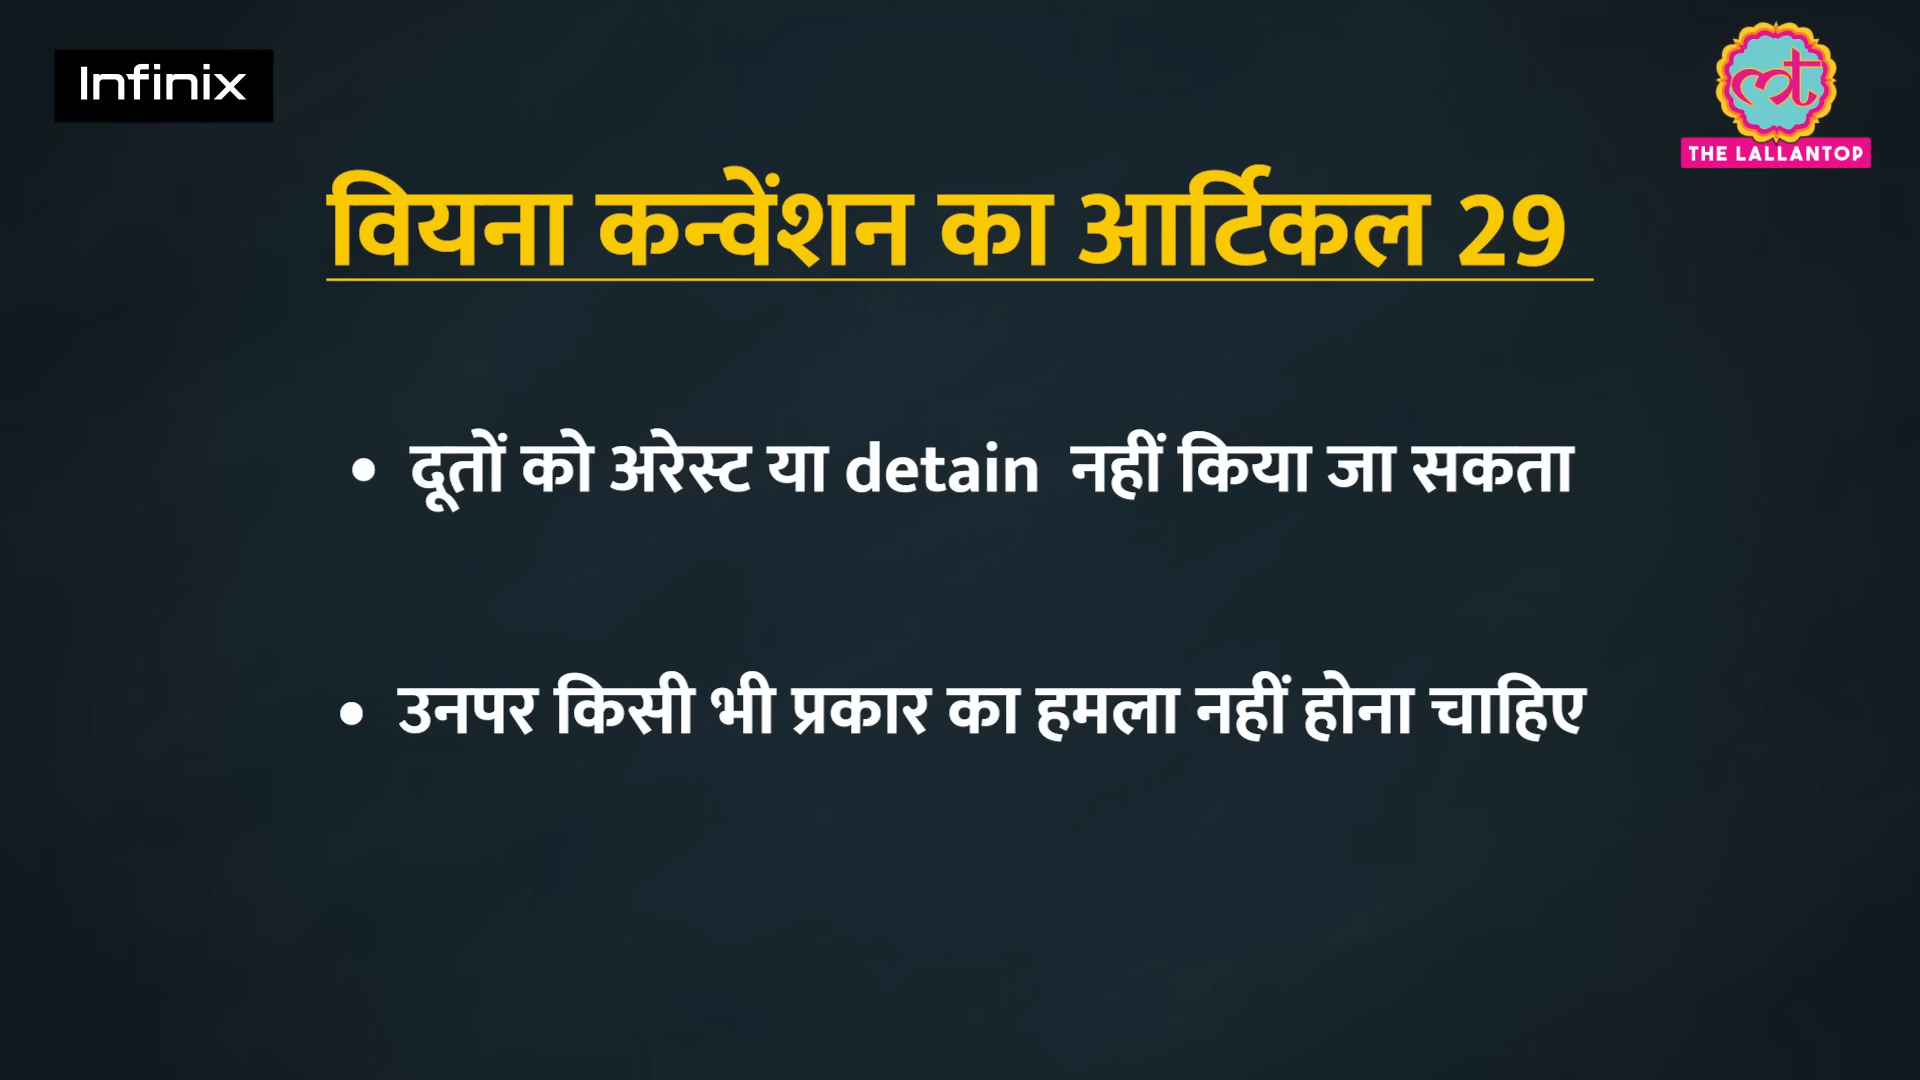 Infinix
THE LALLANTOP
वियना कन्वेंशन का आर्टिकल 29
• दूतों को अरेस्ट या detain नहीं किया जा सकता
• उनपर किसी भी प्रकार का हमला नहीं होना चाहिए